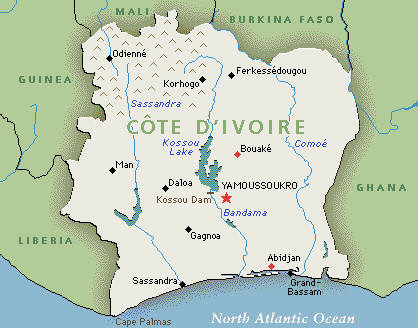 MALI
BURKINA FASO
Odienné
Ferkessédougou
GUINEA
Korhogo
Sassandra
CÔTE D'IVOIRE
Kossou
Lake
Comoé
Bouaké
Man
Daloa
YAMOUSSOUKRO
GHANA
Kossou Dam
Bandama
Gagnoa
LIBERIA
Abidjan
Sassandra
Grand-
Bassam
Cape Palmas
North Atlantic Ocean